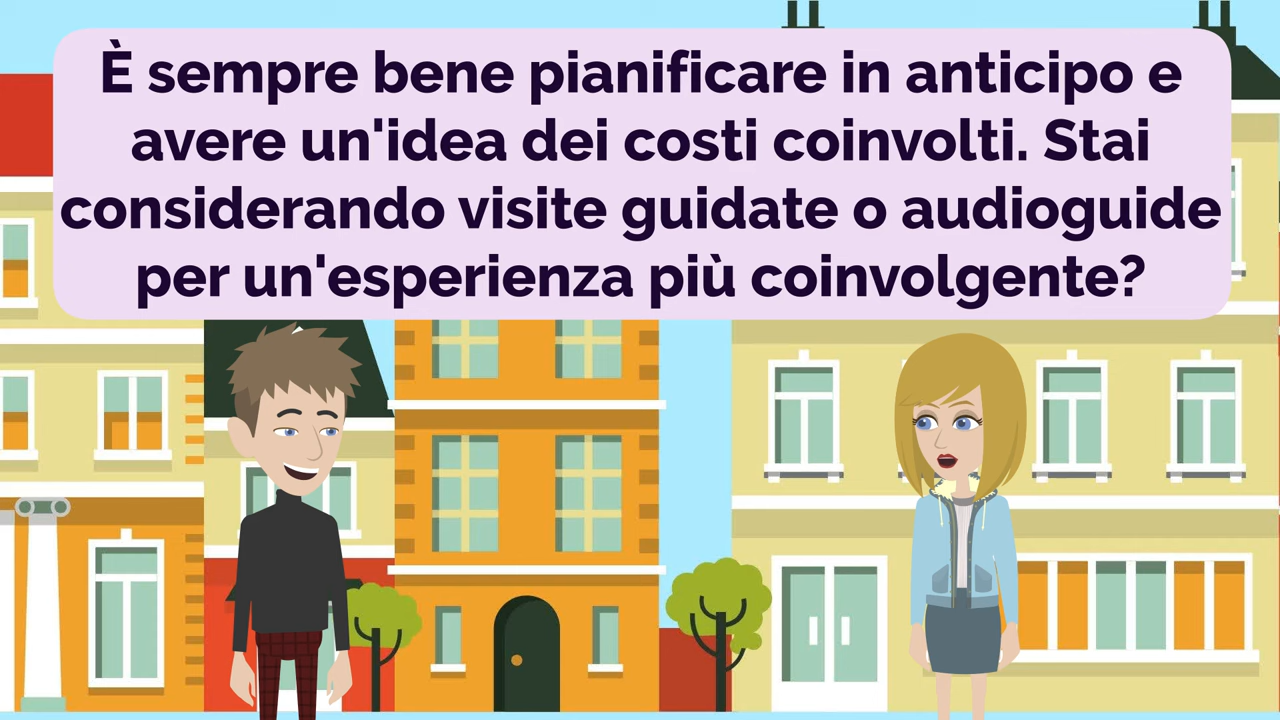 È sempre bene pianificare in anticipo e
avere un'idea dei costi coinvolti. Stai
considerando visite guidate o audioguide
per un'esperienza più coinvolgente?